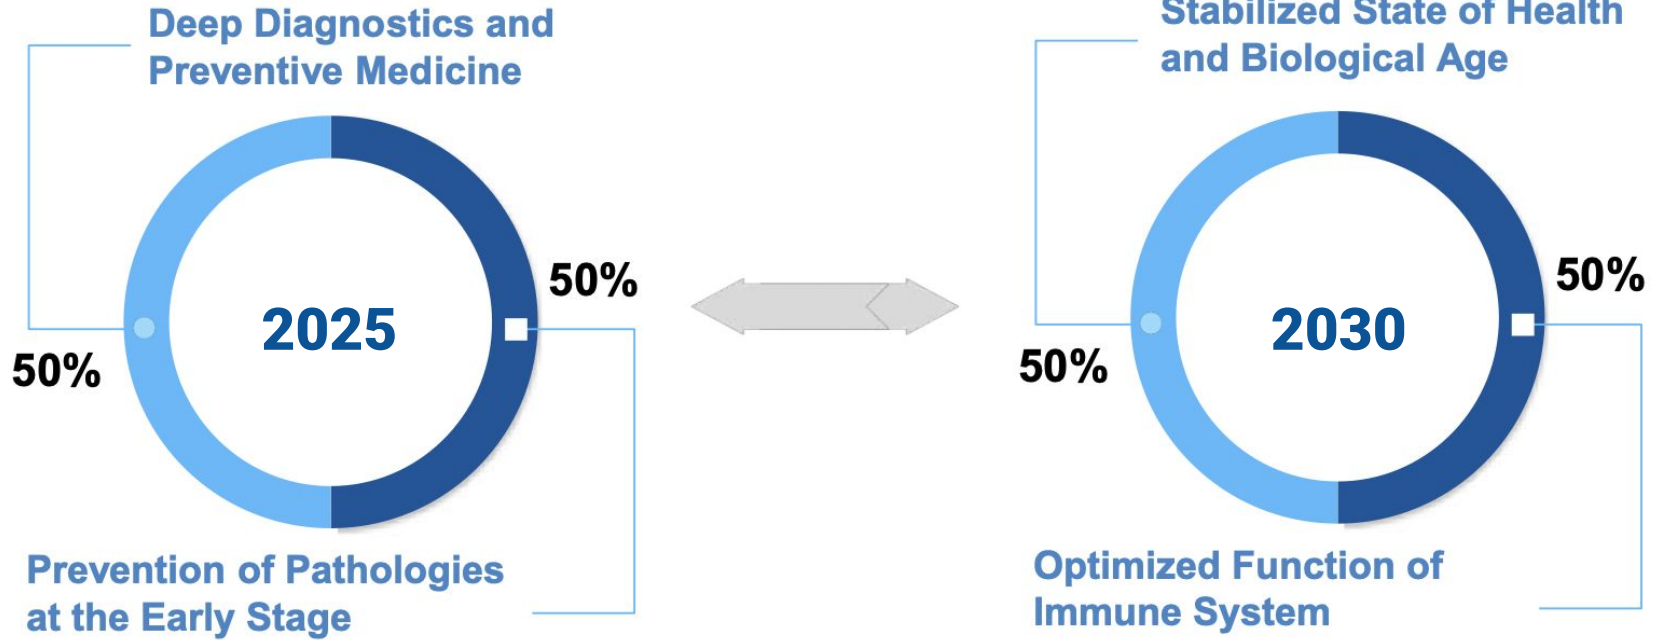 Deep Diagnostics and
Preventive Medicine
50%
2025
50%
Prevention of Pathologies
at the Early Stage
Stabilized State of Health
and Biological Age
50%
2030
50%
Optimized Function of
Immune System